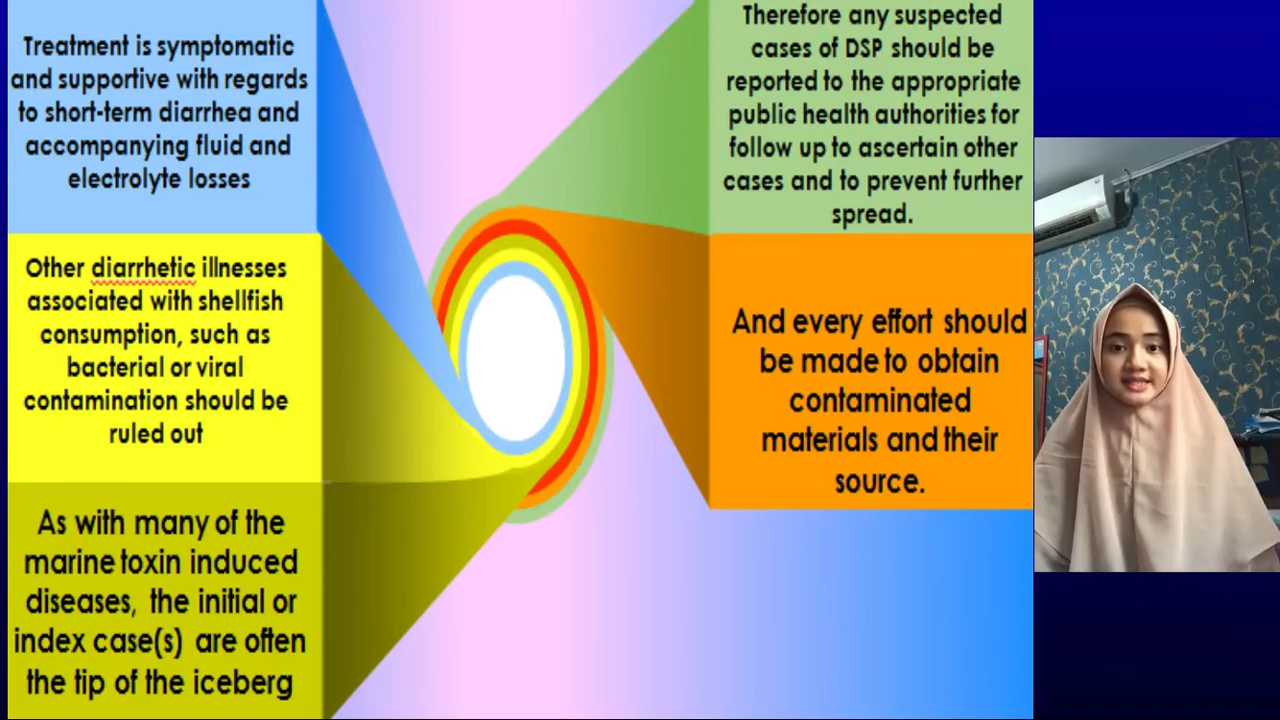 Treatment is symptomatic
and supportive with regards
to short-term diarrhea and
accompanying fluid and
electrolyte losses
Other diarrhetic illnesses
associated with shellfish
consumption, such as
bacterial or viral
contamination should be
ruled out
As with many of the
marine toxin induced
diseases, the initial or
index case(s) are often
the tip of the iceberg
Therefore any suspected
cases of DSP should be
reported to the appropriate
public health authorities for
follow up to ascertain other
cases and to prevent further
spread.
And every effort should
be made to obtain
contaminated
materials and their
source.